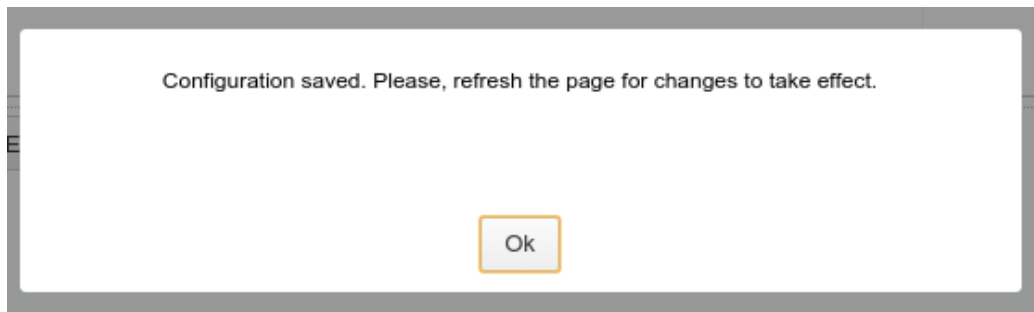 Configuration saved. Please, refresh the page for changes to take effect.
E
Ok